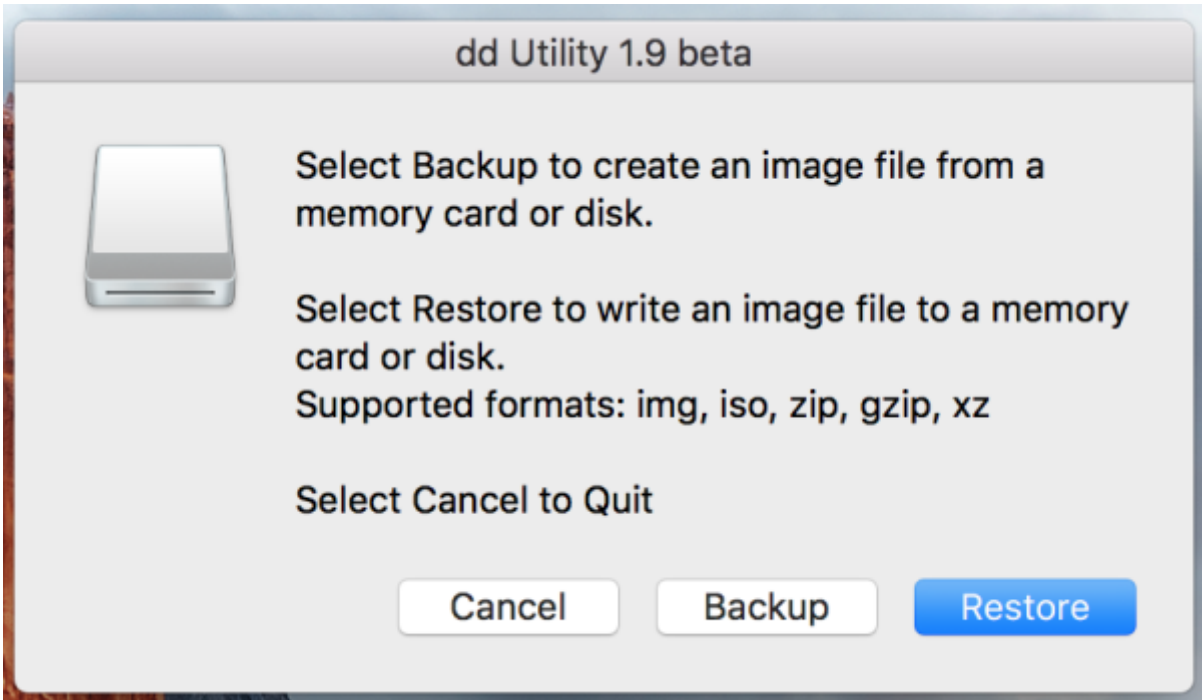 dd Utility 1.9 beta
Select Backup to create an image file from a
memory card or disk.
Select Restore to write an image file to a memory
card or disk.
Supported formats: img, iso, zip, gzip, xz
Select Cancel to Quit
Cancel
Backup
Restore